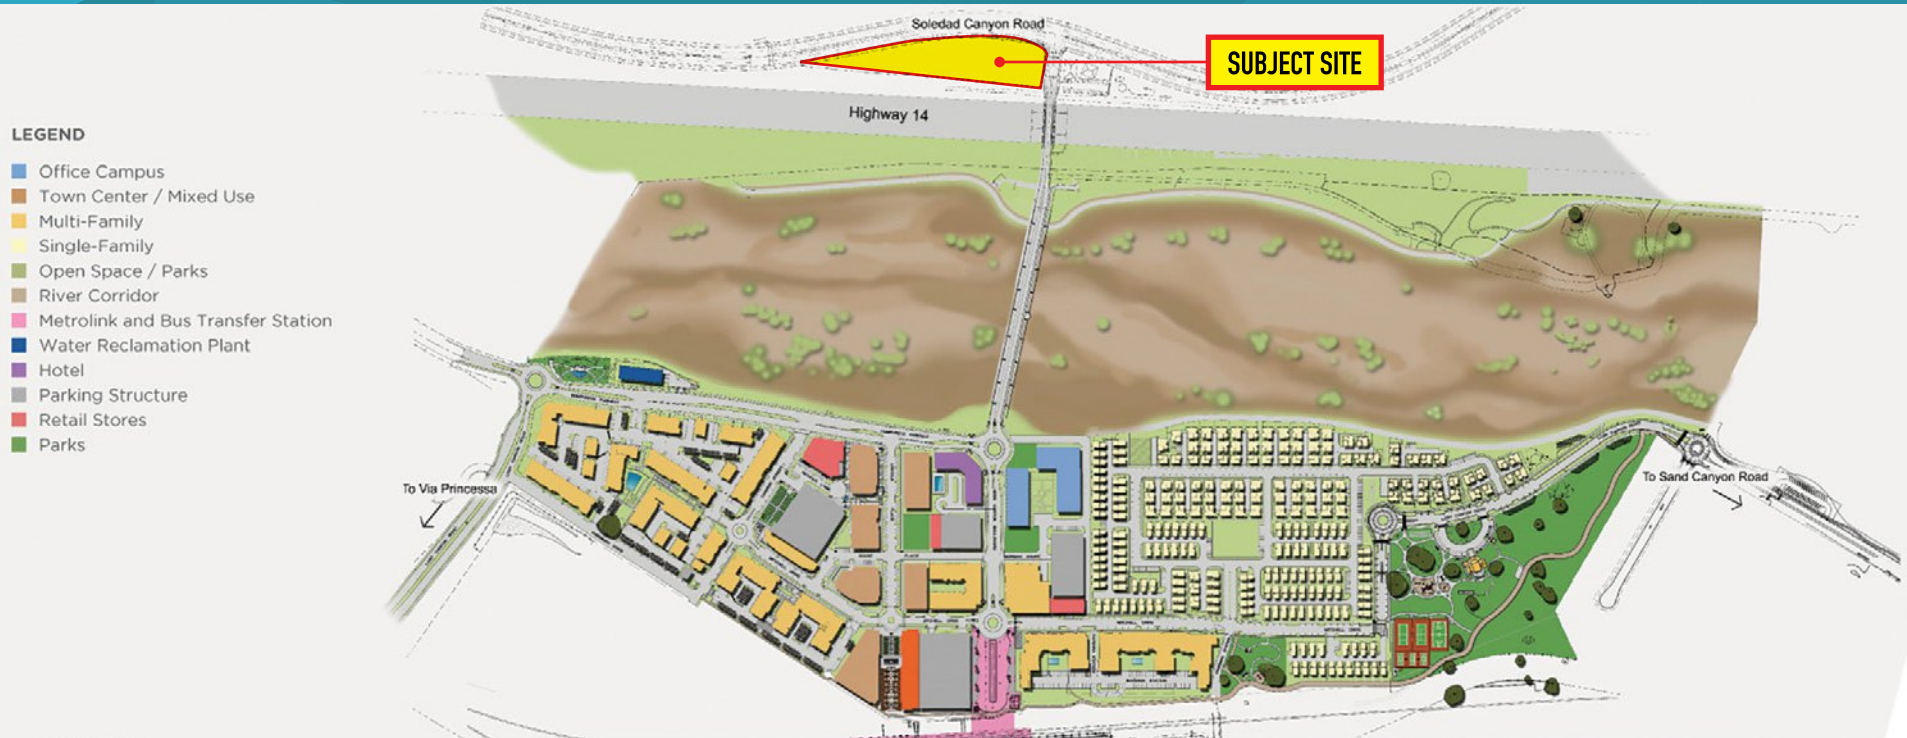 Soledad Canyon Road
SUBJECT SITE
Highway 14
LEGEND
Office Campus
Town Center / Mixed Use
Multi-Family
Single-Family
Open Space / Parks
River Corridor
Metrolink and Bus Transfer Station
Water Reclamation Plant
Hotel
Parking Structure
Retail Stores
Parks
To Via Princessa
To Sand Canyon Road